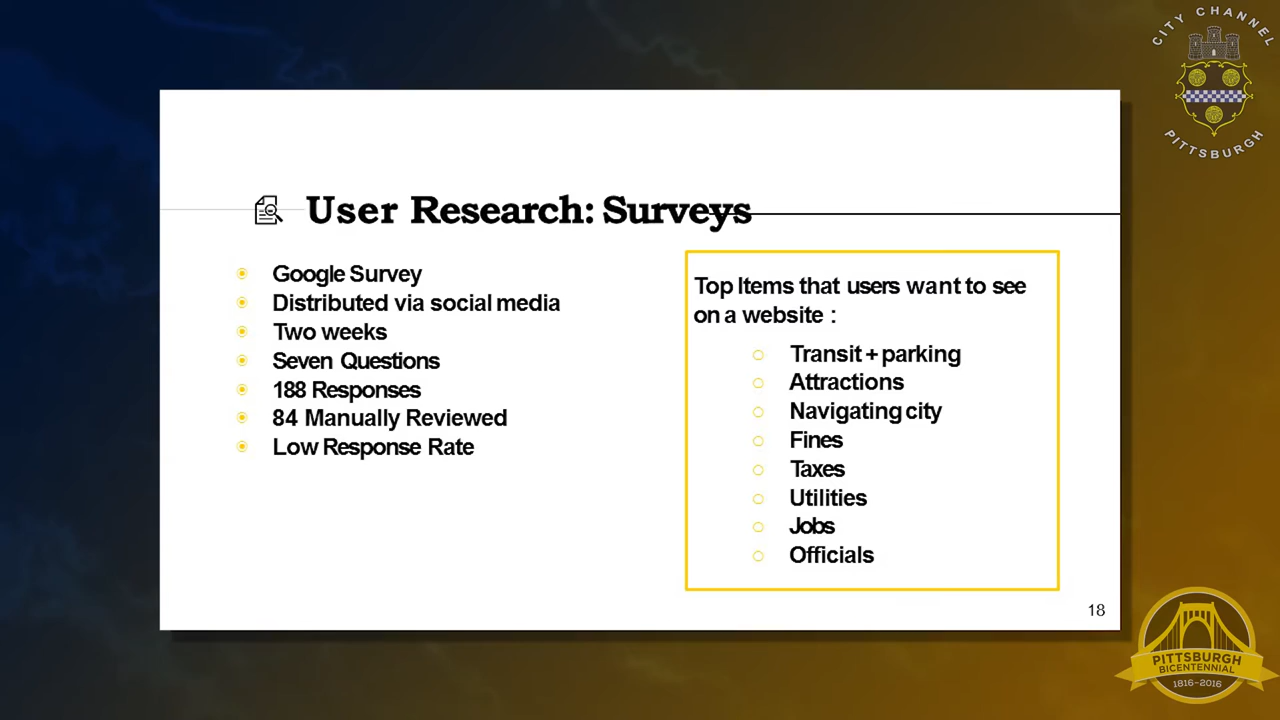 CITY CHANNEL
PITTSBURGH
User Research: Surveys
Google Survey
Distributed via social media
Two weeks
Seven Questions
188 Responses
84 Manually Reviewed
Low Response Rate
Top Items that users want to see
on a website :
Transit + parking
Attractions
Navigating city
Fines
Taxes
Utilities
Jobs
Officials
18
PITTSBURGH
BICENTENNIAL
1816-2016